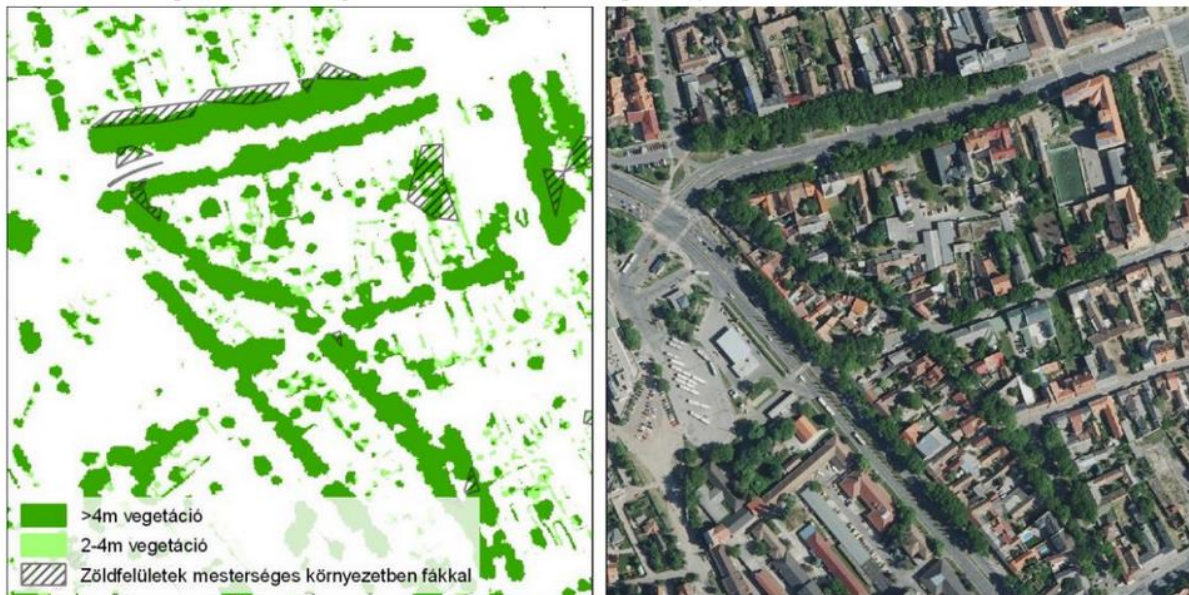 >4m vegetáció
2-4m vegetáció
Zöldfelületek mesterséges környezetben fákkal